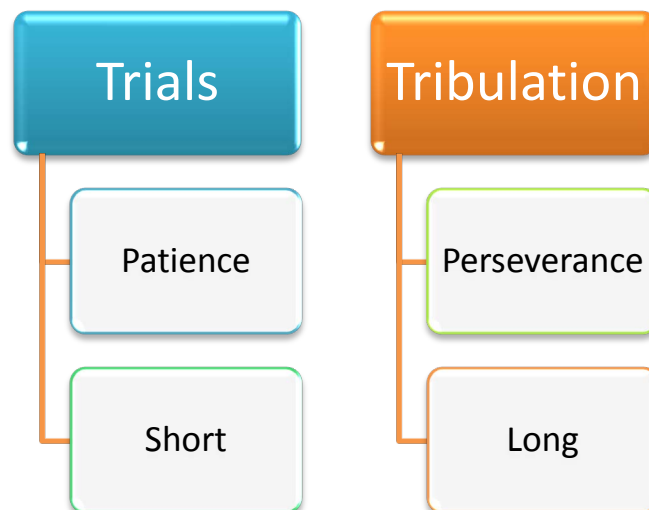 Trials
Patience
Short
Tribulation
Perseverance
Long